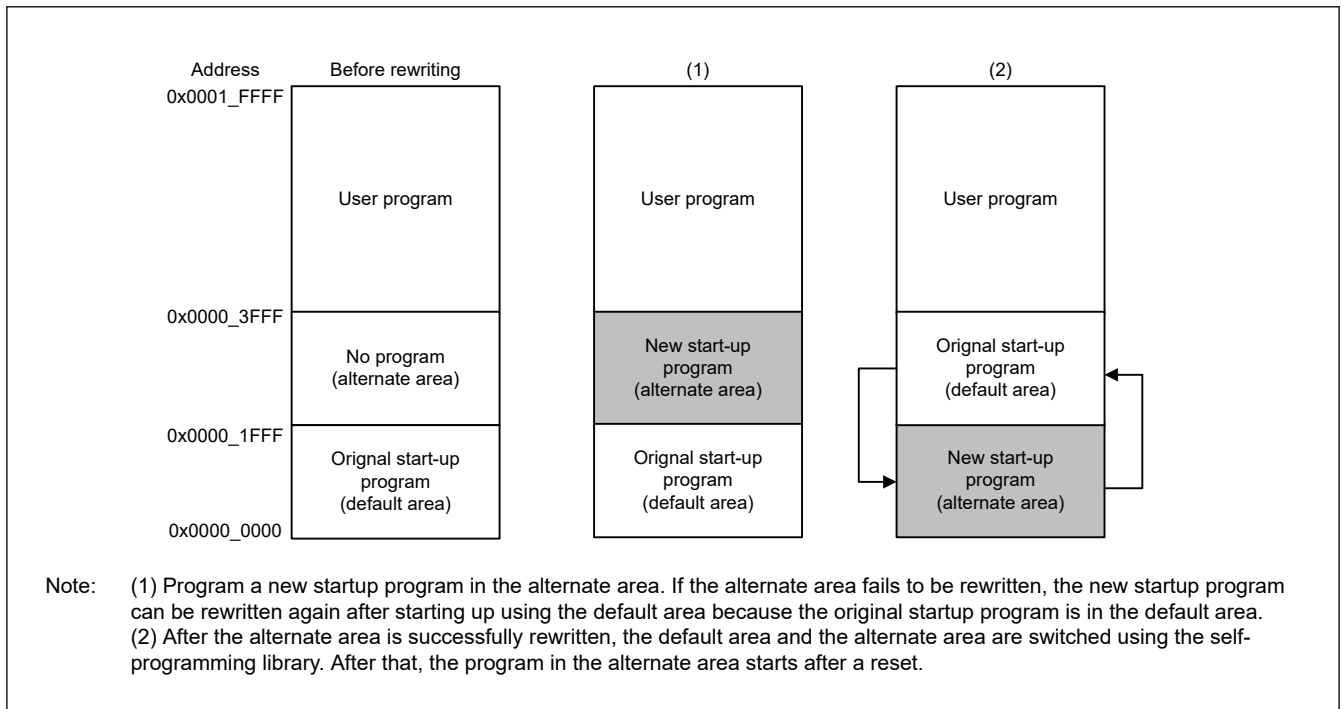 Address Before rewriting (1) (2)
0x0001_FFFF
User program User program User program
0x0000_3FFF
No program
(alternate area)
New start-up
program
(alternate area)
Orignal start-up
program
(default area)
0x0000_1FFF
Orignal start-up
program
(default area)
Orignal start-up
program
(default area)
New start-up
program
(alternate area)
0x0000_0000
Note: (1) Program a new startup program in the alternate area. If the alternate area fails to be rewritten, the new startup program
can be rewritten again after starting up using the default area because the original startup program is in the default area.
(2) After the alternate area is successfully rewritten, the default area and the alternate area are switched using the self-
programming library. After that, the program in the alternate area starts after a reset.